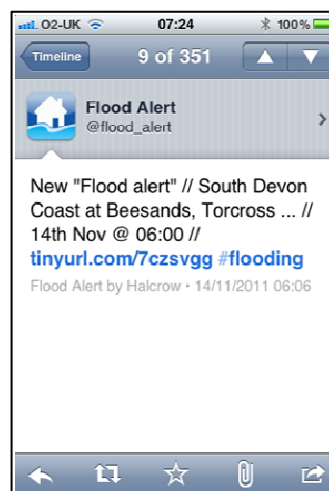 O2-UK 07:24 100%
Timeline 9 of 351
Flood Alert
@flood_alert
New "Flood alert" // South Devon
Coast at Beesands, Torcross ... //
14th Nov @ 06:00 //
tinyurl.com/7czsvgg #flooding
Flood Alert by Halcrow • 14/11/2011 06:06